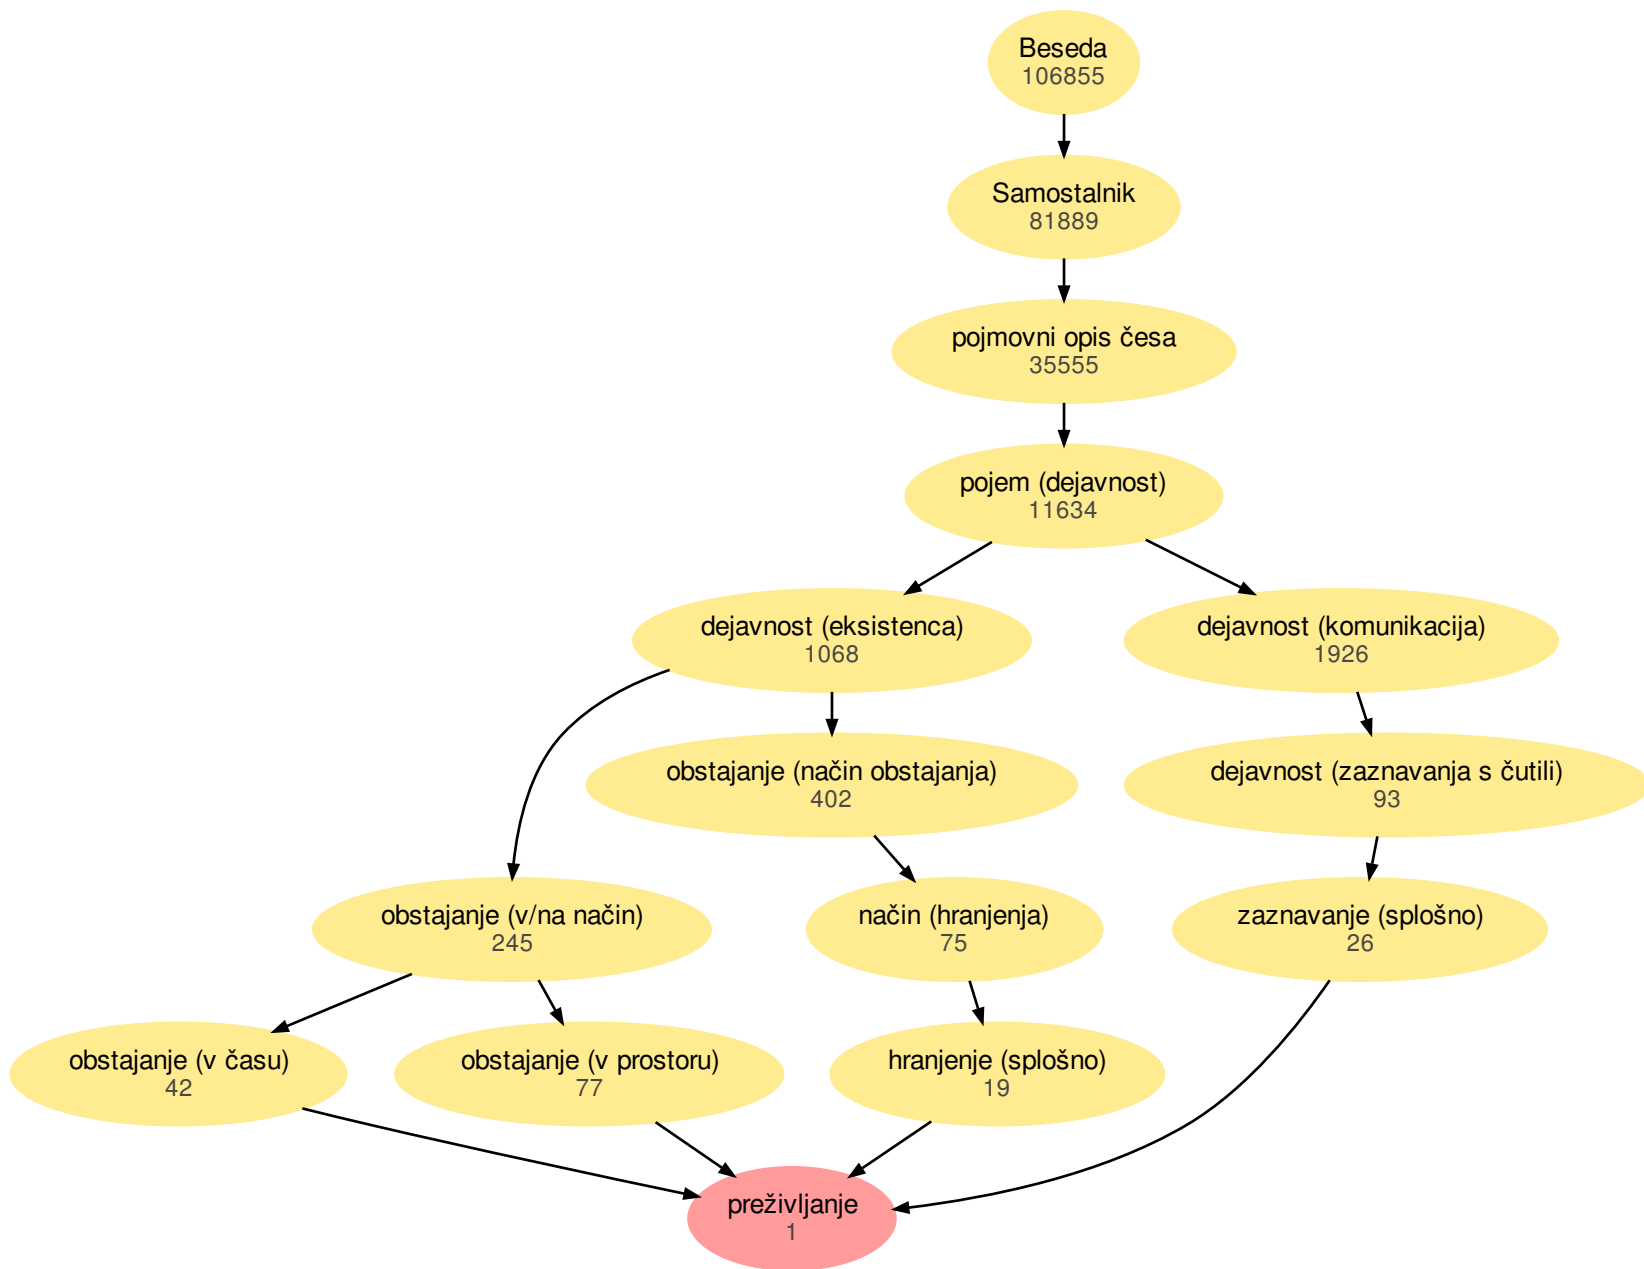 Beseda
106855
Samostalnik
81889
pojmovni opis česa
35555
pojem (dejavnost)
11634
dejavnost (eksistenca)
1068
dejavnost (komunikacija)
1926
obstajanje (način obstajanja)
402
dejavnost (zaznavanja s čutili)
93
obstajanje (v/na način)
245
način (hranjenja)
75
zaznavanje (splošno)
26
obstajanje (v času)
42
obstajanje (v prostoru)
77
hranjenje (splošno)
19
preživljanje
1